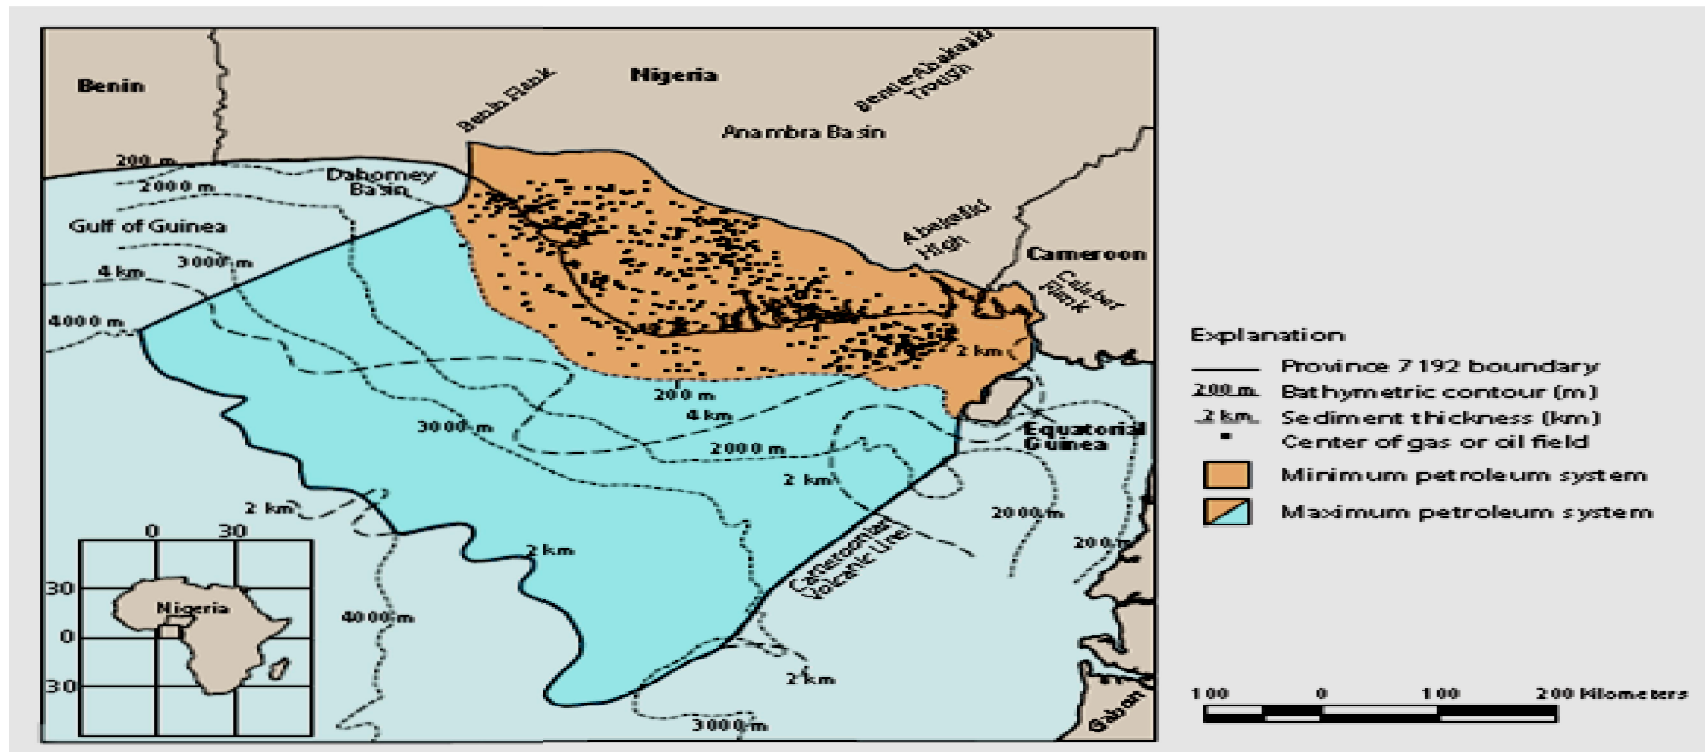 Benin
Nigeria
Benin Flank
Benue-Abakaliki
Trough
Anambra Basin
200 m
2000 m
Dahomey
Basin
Gulf of Guinea
3000 m
4 km
4000 m
Abakaliki
High
Cameroon
Calabar
Flank
2 km
200 m
4 km
3000 m
2000 m
Equatorial
Guinea
2 km
2 km
2000 m
200 m
2 km
Cameroonian
Volcanic Line
4000 m
2 km
3000 m
Gabon
0 30
30
Nigeria
0
30
Explanation
Province 7192 boundary
200 m Bathymetric contour (m)
2 km Sediment thickness (km)
Center of gas or oil field
Minimum petroleum system
Maximum petroleum system
100 0 100 200 Kilometers